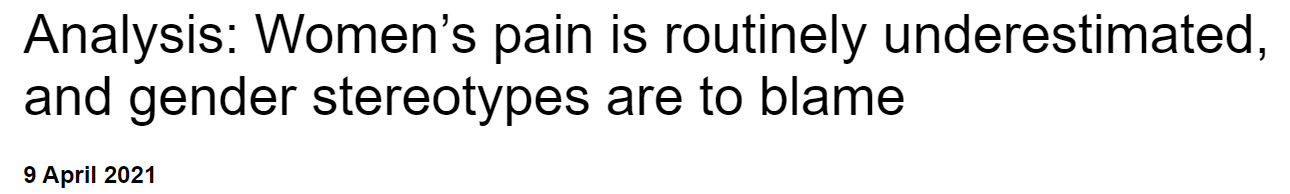 Analysis: Women’s pain is routinely underestimated,
and gender stereotypes are to blame
9 April 2021